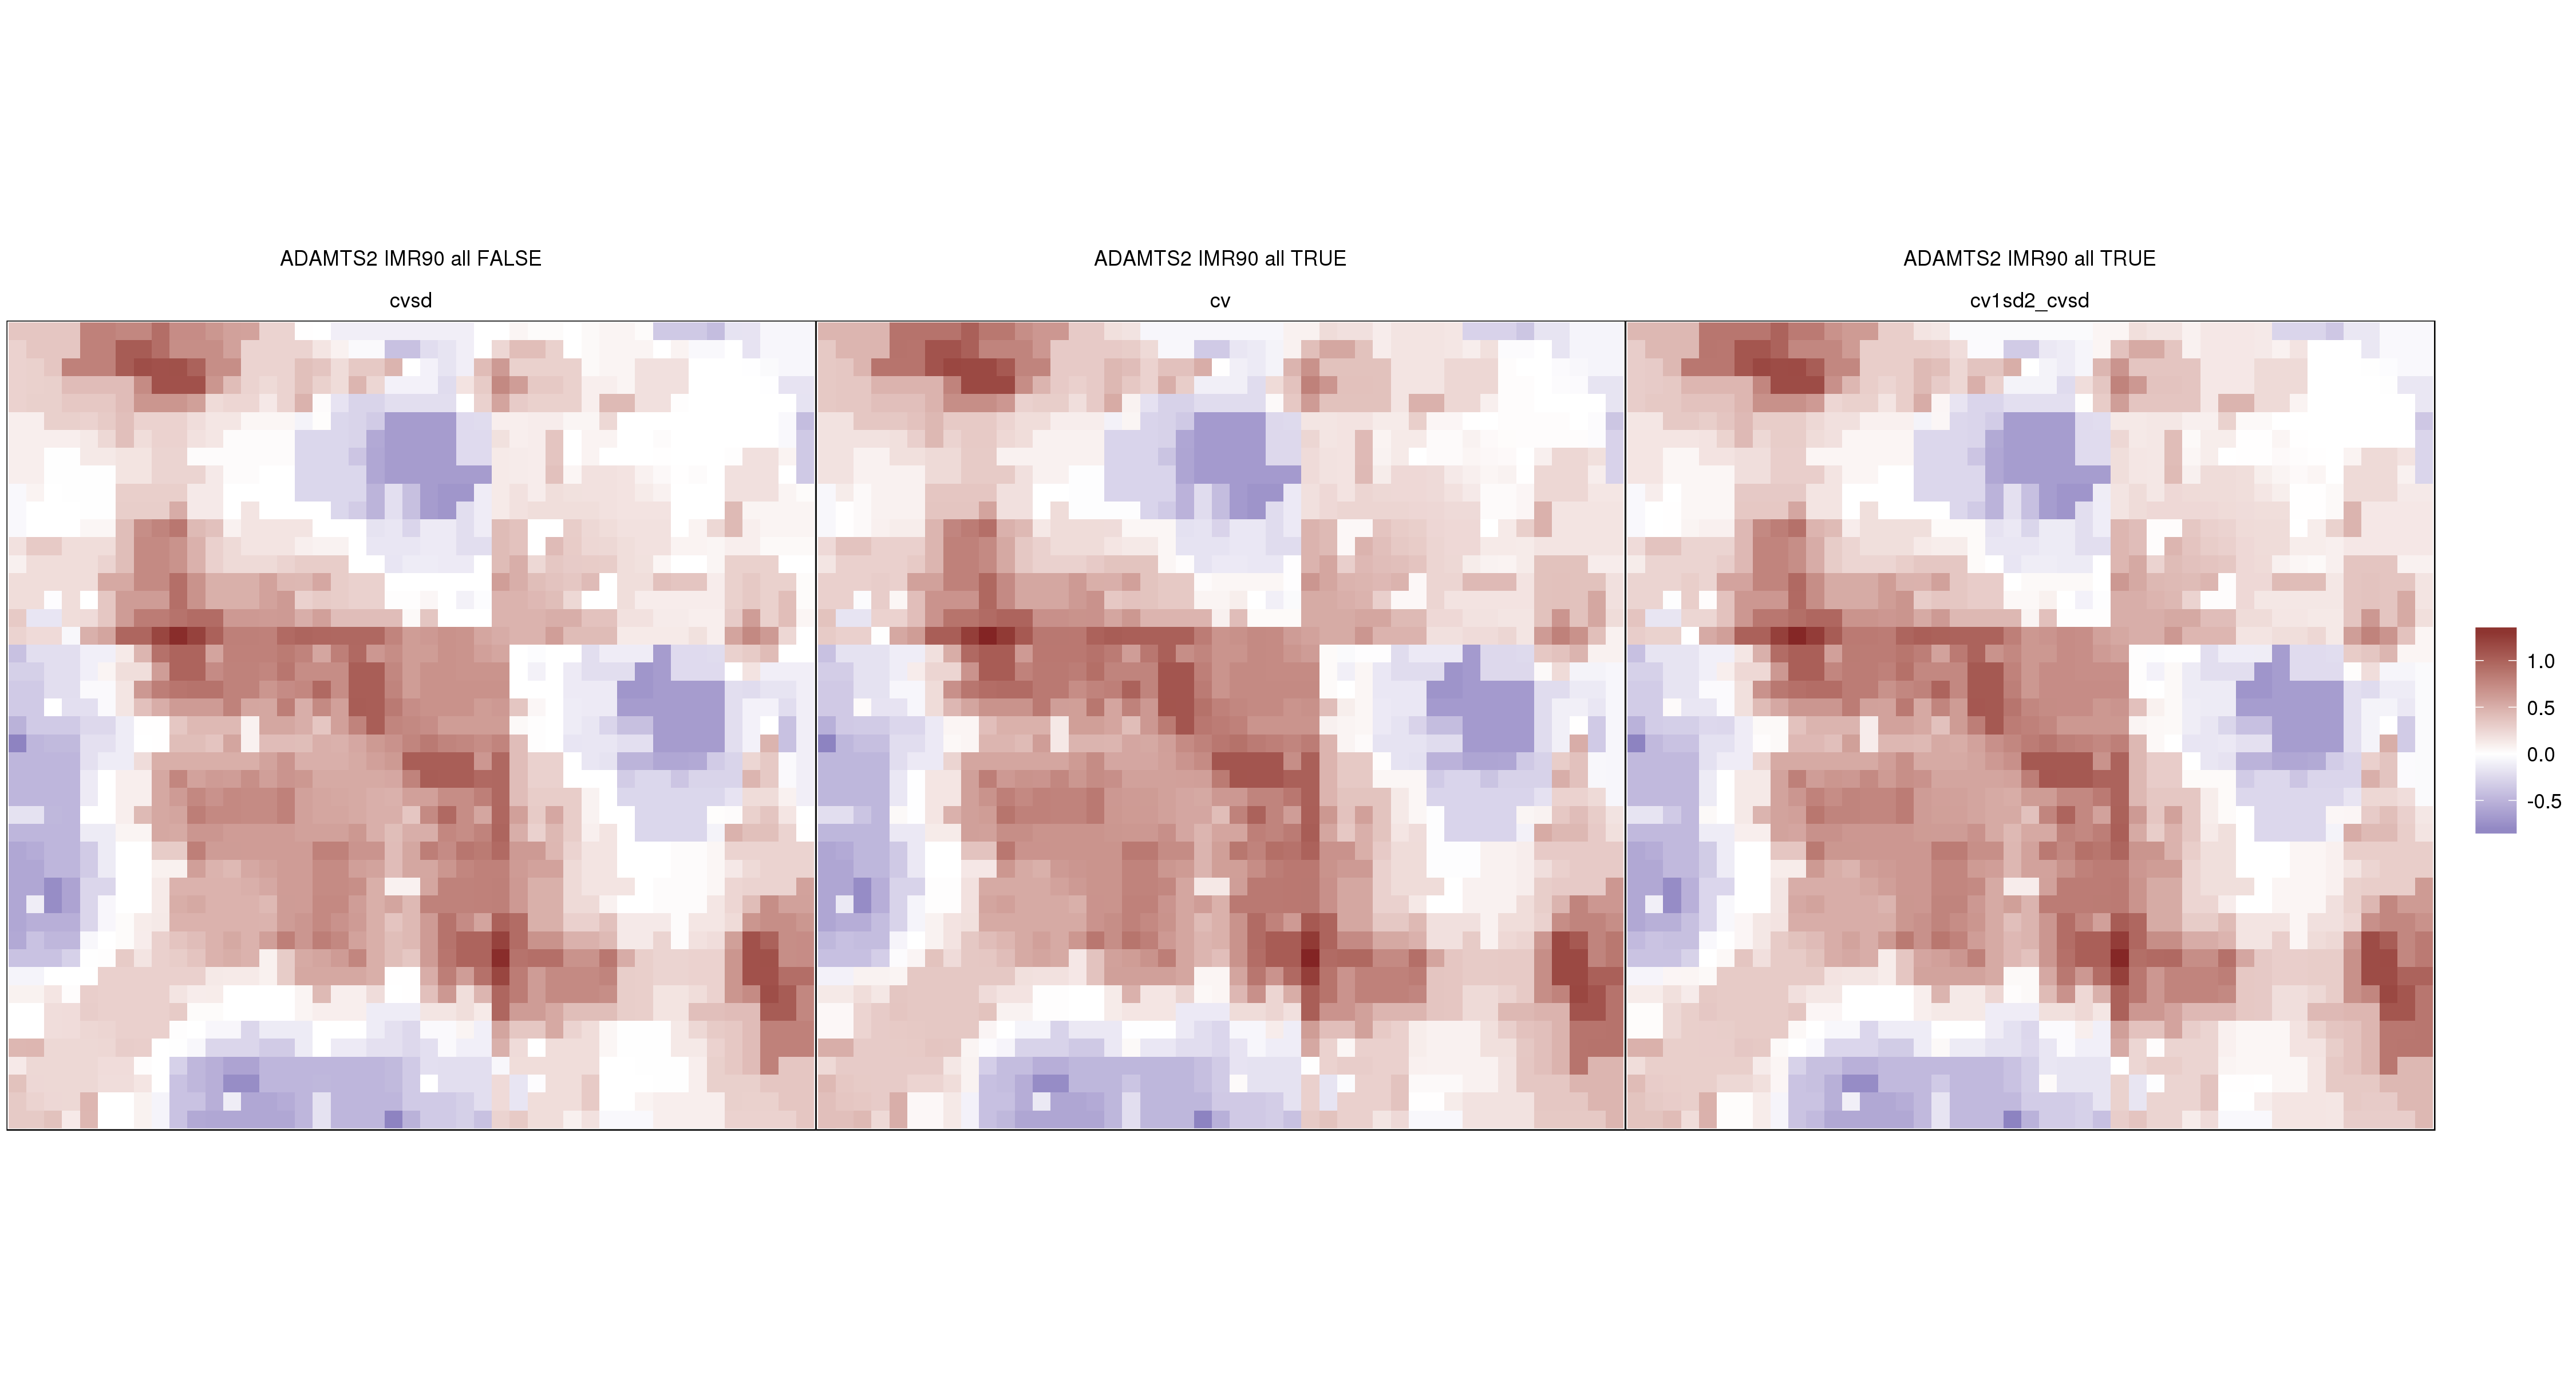 ADAMTS2 IMR90 all FALSE
cvsd
ADAMTS2 IMR90 all TRUE
cv
ADAMTS2 IMR90 all TRUE
cv1sd2_cvsd
1.0
0.5
0.0
-0.5